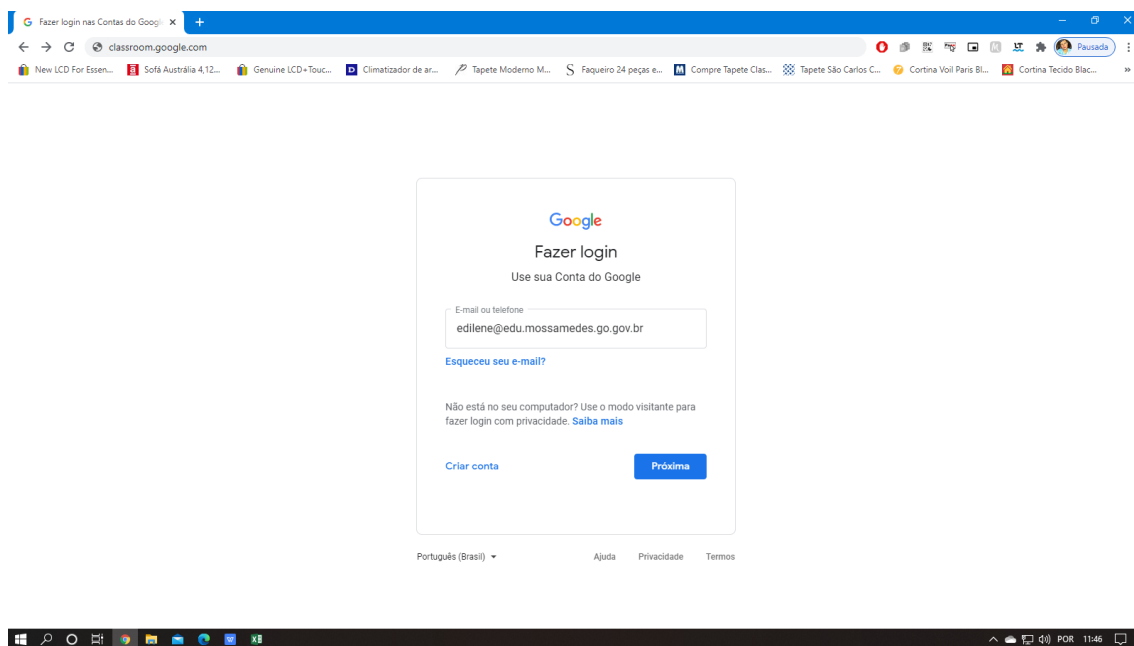 Fazer login nas Contas do Googl
classroom.google.com
Pausada
New LCD For Essen...
Sofá Austrália 4,12...
Genuine LCD+Touc...
Climatizador de ar...
Tapete Moderno M...
Faqueiro 24 peças e...
Compre Tapete Clas...
Tapete São Carlos C...
Cortina Voil Paris Bl...
Cortina Tecido Blac...
Google
Fazer login
Use sua Conta do Google
E-mail ou telefone
edilene@edu.mossamedes.go.gov.br
Esqueceu seu e-mail?
Não está no seu computador? Use o modo visitante para
fazer login com privacidade. Saiba mais
Criar conta
Próxima
Português (Brasil)
Ajuda
Privacidade
Termos
POR
11:46